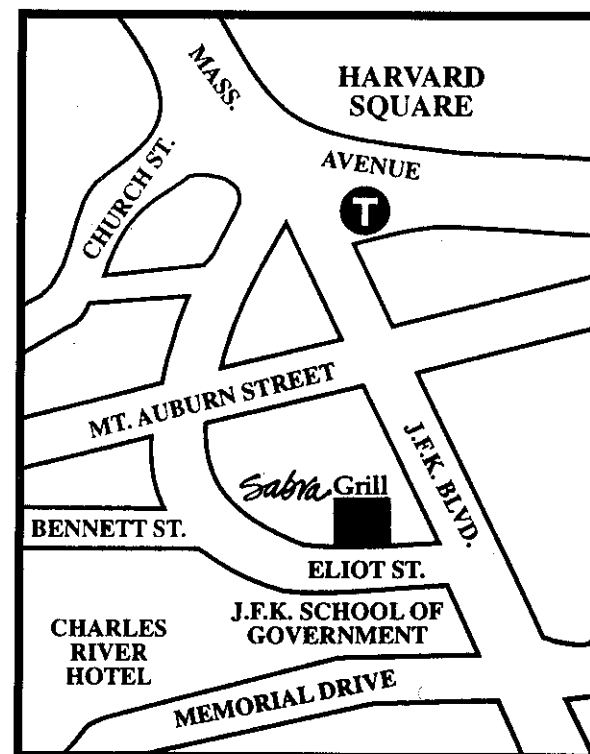 MASS.
HARVARD
SQUARE
AVENUE
T
CHURCH ST.
MT. AUBURN STREET
J.F.K. BLVD.
Sabra Grill
BENNETT ST.
ELIOT ST.
J.F.K. SCHOOL OF
GOVERNMENT
CHARLES
RIVER
HOTEL
MEMORIAL DRIVE